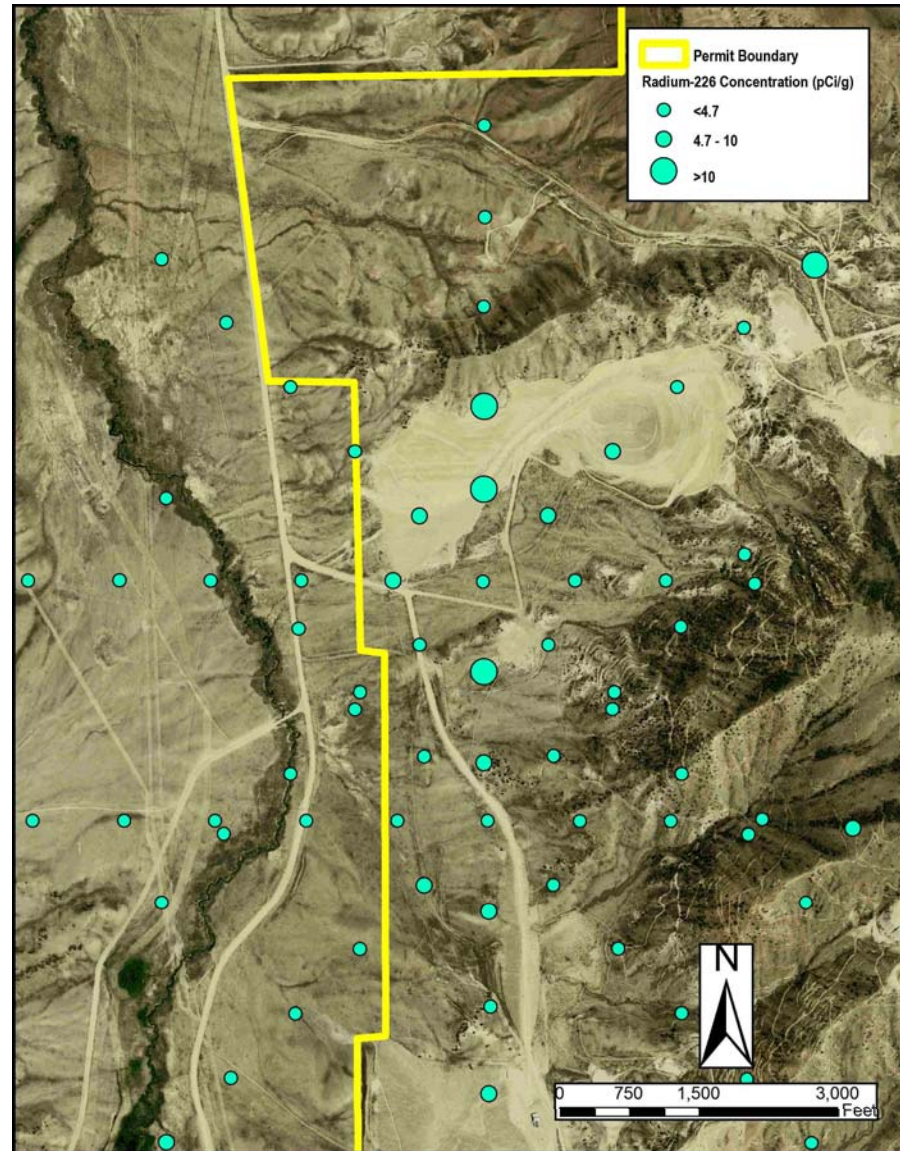 Permit Boundary
Radium-226 Concentration (pCi/g)
<4.7
4.7 - 10
>10
N
0 750 1,500 3,000
Feet